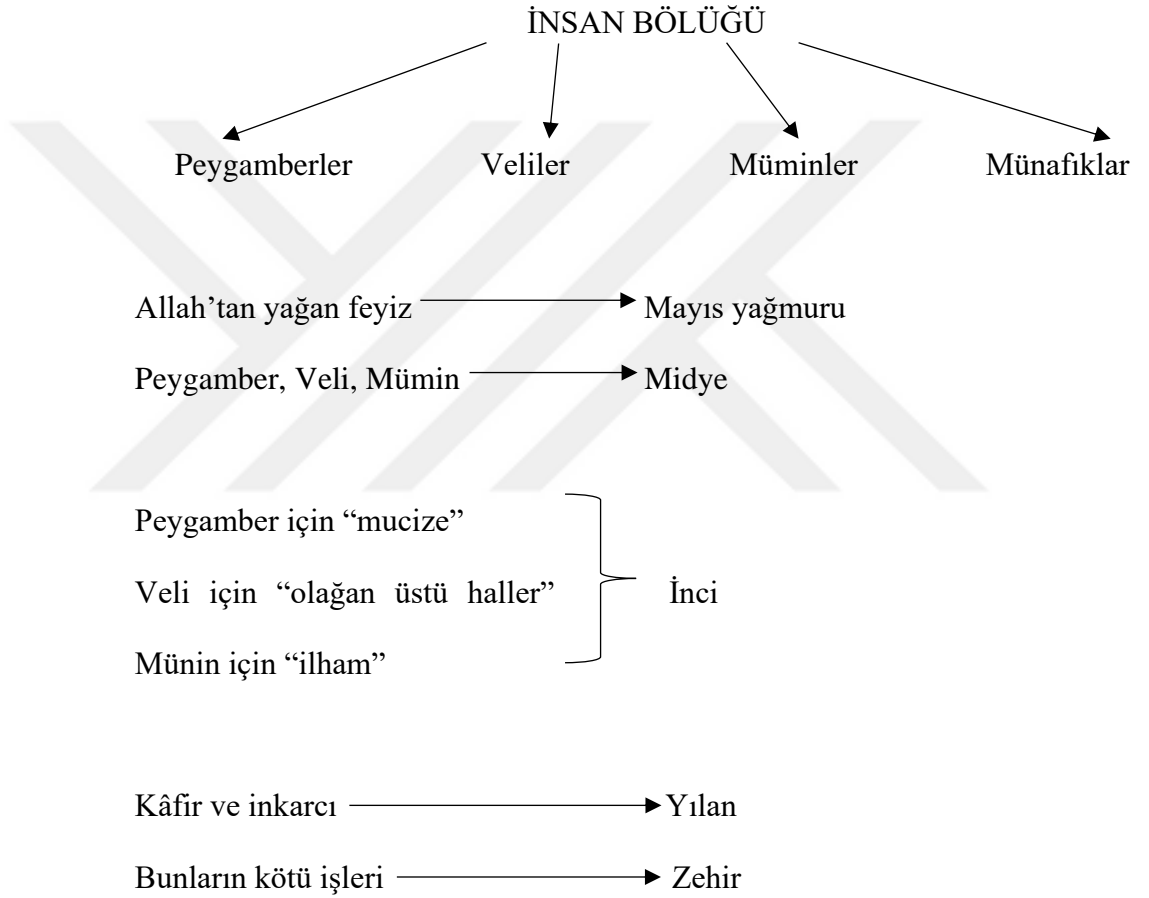 İNSAN BÖLÜĞÜ
Peygamberler Veliler Müminler Münafıklar
Allah’tan yağan feyiz Mayıs yağmuru
Peygamber, Veli, Mümin Midye
Peygamber için “mucize”
Veli için “olağan üstü haller” İnci
Münin için “ilham”
Kâfir ve inkarcı Yılan
Bunların kötü işleri Zehir